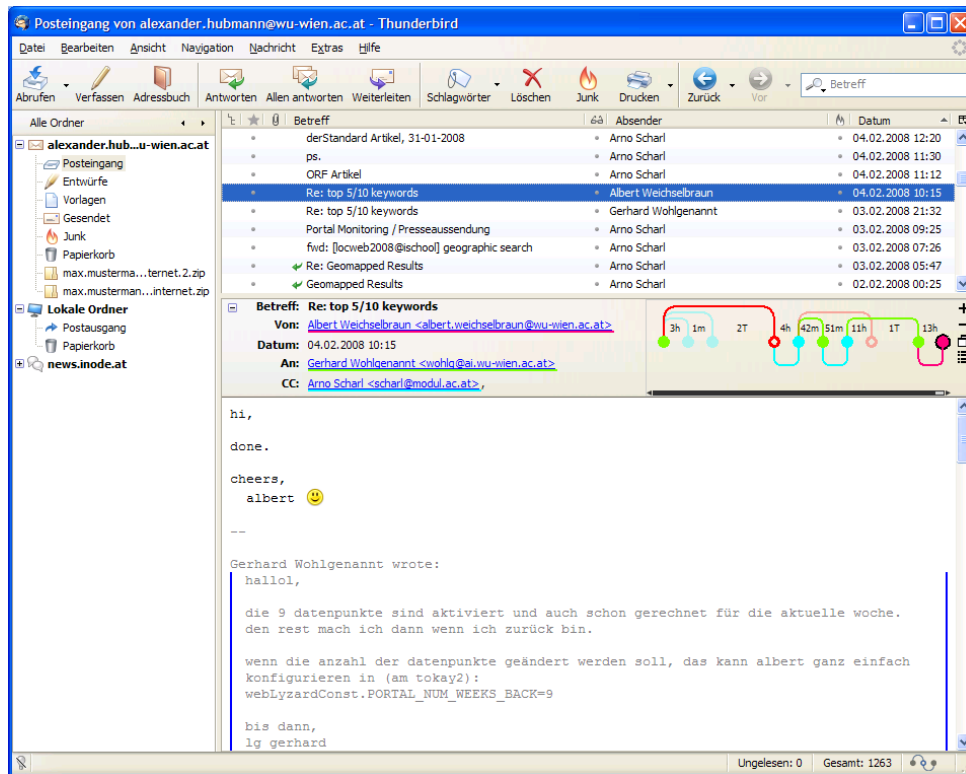 Posteingang von alexander.hubmann@wu-wien.ac.at - Thunderbird
Datei Bearbeiten Ansicht Navigation Nachricht Extras Hilfe
Abrufen Verfassen Adressbuch Antworten Allen antworten Weiterleiten Schlagwörter Löschen Junk Drucken Zurück Vor Betreff
Alle Ordner
alexander.hub...u-wien.ac.at
Posteingang
Entwürfe
Vorlagen
Gesendet
Junk
Papierkorb
max.musterma...ternet.2.zip
max.musterman...internet.zip
Lokale Ordner
Postausgang
Papierkorb
news.inode.at
Betreff Absender Datum
derStandard Artikel, 31-01-2008 Arno Scharl 04.02.2008 12:20
ps. Arno Scharl 04.02.2008 11:30
ORF Artikel Arno Scharl 04.02.2008 11:12
Re: top 5/10 keywords Albert Weichselbraun 04.02.2008 10:15
Re: top 5/10 keywords Gerhard Wohlgenannt 03.02.2008 21:32
Portal Monitoring / Presseaussendung Arno Scharl 03.02.2008 09:25
fwd: [locweb2008@ischool] geographic search Arno Scharl 03.02.2008 07:26
Re: Geomapped Results Arno Scharl 03.02.2008 05:47
Geomapped Results Arno Scharl 02.02.2008 00:25
Betreff: Re: top 5/10 keywords
Von: Albert Weichselbraun <albert.weichselbraun@wu-wien.ac.at>
Datum: 04.02.2008 10:15
An: Gerhard Wohlgenannt <wohlg@ai.wu-wien.ac.at>
CC: Arno Scharl <scharl@modul.ac.at>,
3h 1m 2T 4h 42m 51m 11h 1T 13h
hi,
done.
cheers,
albert
--
Gerhard Wohlgenannt wrote:
hallol,
die 9 datenpunkte sind aktiviert und auch schon gerechnet für die aktuelle woche.
den rest mach ich dann wenn ich zurück bin.
wenn die anzahl der datenpunkte geändert werden soll, das kann albert ganz einfach
konfigurieren in (am tokay2):
webLyzardConst.PORTAL_NUM_WEEKS_BACK=9
bis dann,
lg gerhard
Ungelesen: 0 Gesamt: 1263